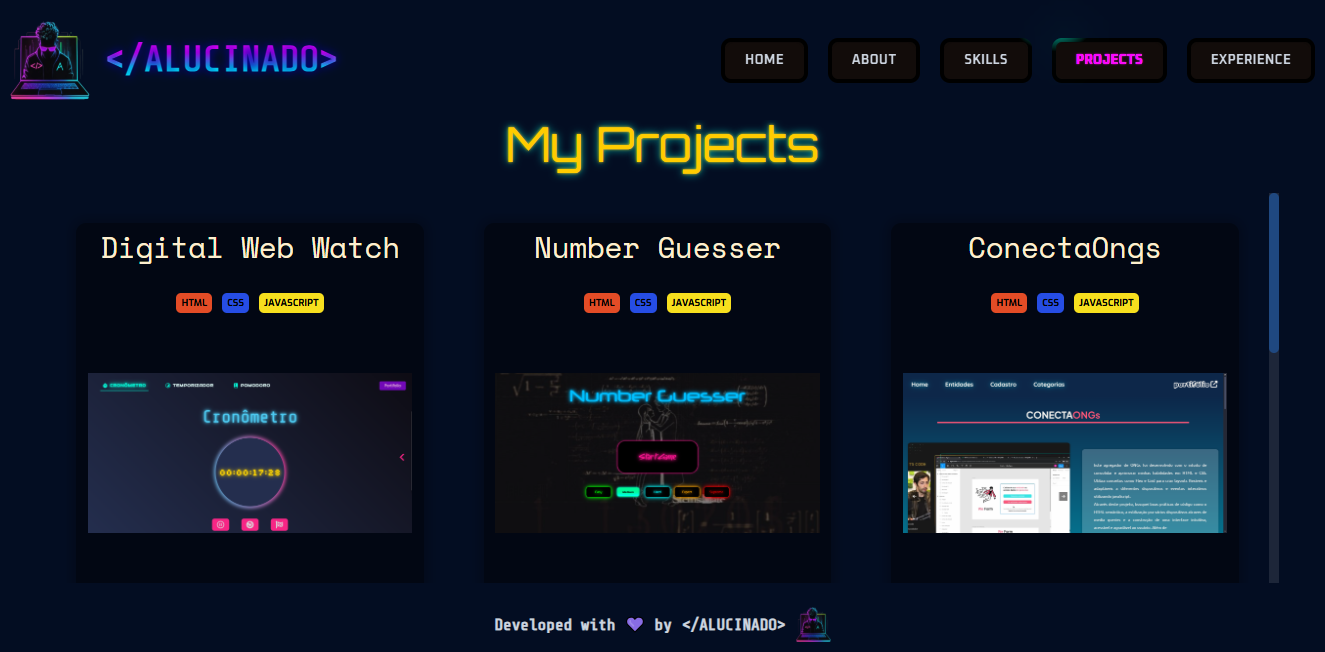 </ALUCINADO>
HOME
ABOUT
SKILLS
PROJECTS
EXPERIENCE
My Projects
Digital Web Watch
HTML
CSS
JAVASCRIPT
CRONÔMETRO
TEMPORIZADOR
POMODORO
Portfólio
Cronômetro
00:00:17:28
Number Guesser
HTML
CSS
JAVASCRIPT
Number Guesser
ConectaOngs
HTML
CSS
JAVASCRIPT
Home
Entidades
Cadastro
Categorias
portfólio
CONECTAONGs
Developed with
by </ALUCINADO>